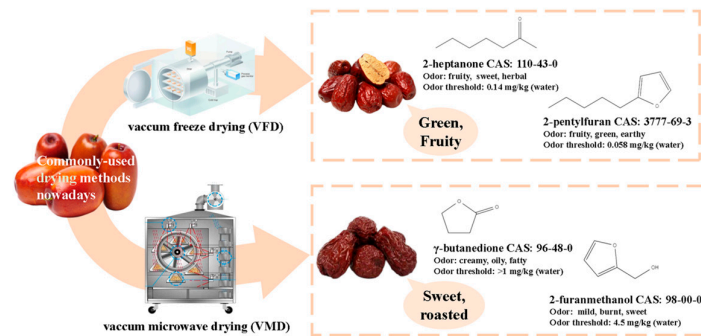 Commonly-used
drying methods
nowadays
vaccum freeze drying (VFD)
vaccum microwave drying (VMD)
O
2-heptanone CAS: 110-43-0
Odor: fruity, sweet, herbal
Odor threshold: 0.14 mg/kg (water)
Green,
Fruity
O
2-pentylfuran CAS: 3777-69-3
Odor: fruity, green, earthy
Odor threshold: 0.058 mg/kg (water)
O
O
γ-butanedione CAS: 96-48-0
Odor: creamy, oily, fatty
Odor threshold: >1 mg/kg (water)
Sweet,
roasted
O
OH
2-furanmethanol CAS: 98-00-0
Odor: mild, burnt, sweet
Odor threshold: 4.5 mg/kg (water)